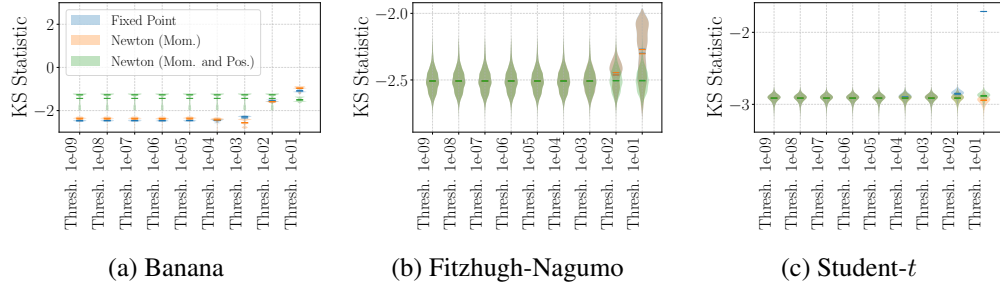 KS Statistic
2
0
−2
Fixed Point
Newton (Mom.)
Newton (Mom. and Pos.)
Thresh. 1e-09
Thresh. 1e-08
Thresh. 1e-07
Thresh. 1e-06
Thresh. 1e-05
Thresh. 1e-04
Thresh. 1e-03
Thresh. 1e-02
Thresh. 1e-01
(a) Banana
KS Statistic
−2.0
−2.5
Thresh. 1e-09
Thresh. 1e-08
Thresh. 1e-07
Thresh. 1e-06
Thresh. 1e-05
Thresh. 1e-04
Thresh. 1e-03
Thresh. 1e-02
Thresh. 1e-01
(b) Fitzhugh-Nagumo
KS Statistic
−2
−3
Thresh. 1e-09
Thresh. 1e-08
Thresh. 1e-07
Thresh. 1e-06
Thresh. 1e-05
Thresh. 1e-04
Thresh. 1e-03
Thresh. 1e-02
Thresh. 1e-01
(c) Student-t